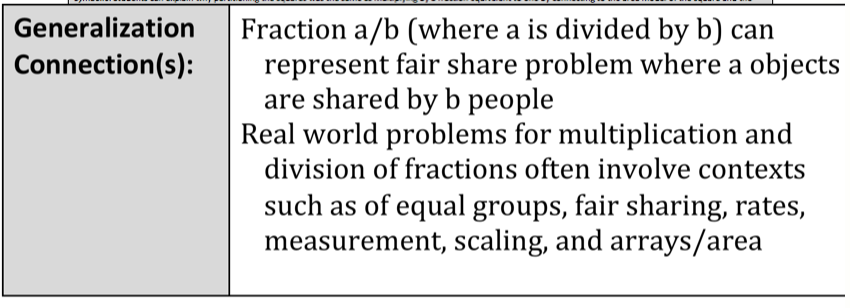 Generalization
Connection(s):
Fraction a/b (where a is divided by b) can
represent fair share problem where a objects
are shared by b people
Real world problems for multiplication and
division of fractions often involve contexts
such as of equal groups, fair sharing, rates,
measurement, scaling, and arrays/area